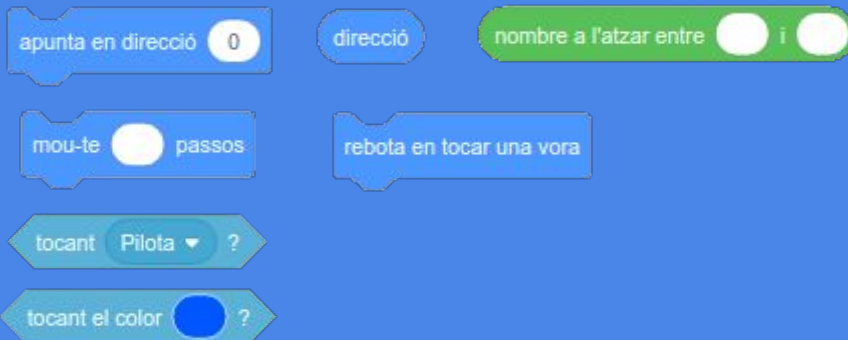 apunta en direcció 0
direcció
nombre a l'atzar entre i
mou-te passos
rebota en tocar una vora
tocant Pilota ?
tocant el color ?